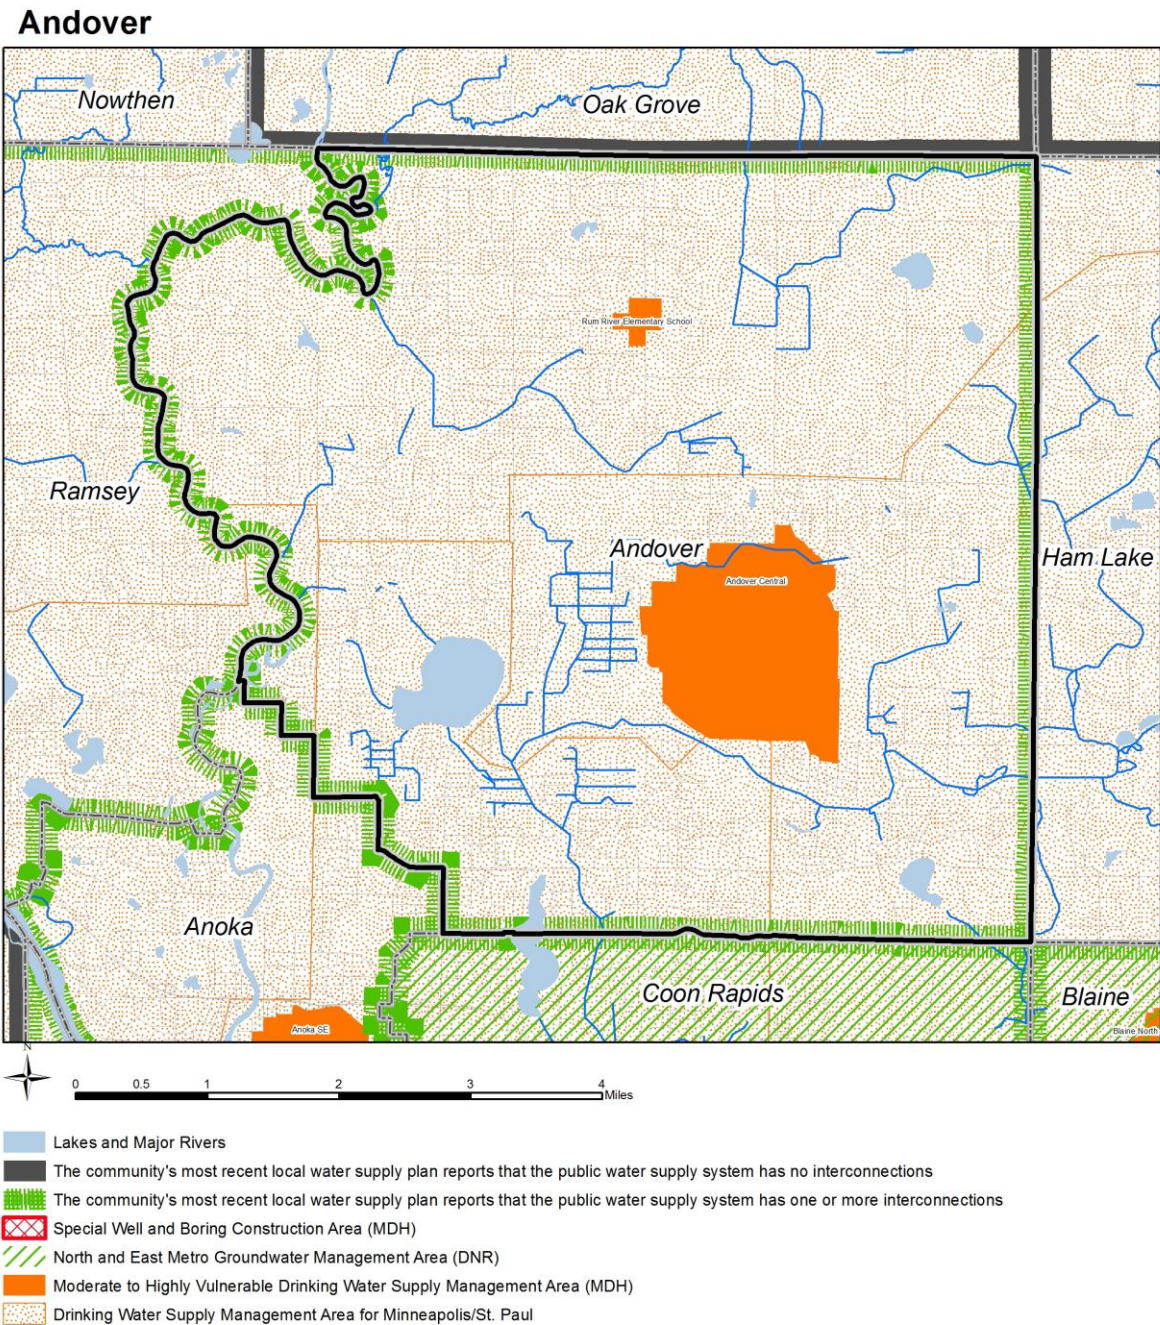 Andover
Nowthen
Oak Grove
Rum River Elementary School
Ramsey
Andover
Ham Lake
Andover Central
Anoka
Coon Rapids
Blaine
Anoka SE
Blaine North
N
0 0.5 1 2 3 4
Miles
Lakes and Major Rivers
The community's most recent local water supply plan reports that the public water supply system has no interconnections
The community's most recent local water supply plan reports that the public water supply system has one or more interconnections
Special Well and Boring Construction Area (MDH)
North and East Metro Groundwater Management Area (DNR)
Moderate to Highly Vulnerable Drinking Water Supply Management Area (MDH)
Drinking Water Supply Management Area for Minneapolis/St. Paul